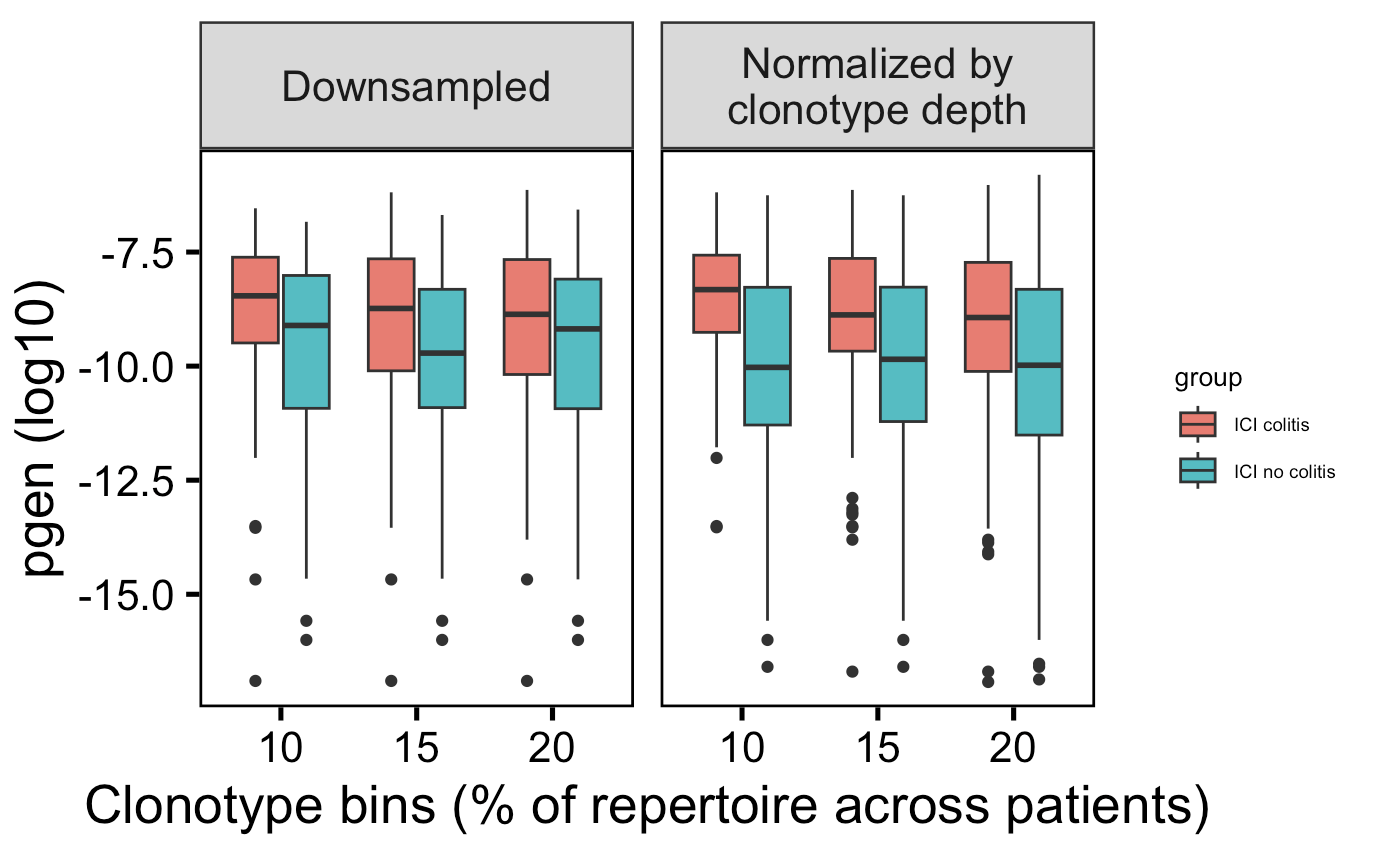 Downsampled
Normalized by
clonotype depth
pgen (log10)
-7.5
-10.0
-12.5
-15.0
10 15 20
10 15 20
Clonotype bins (% of repertoire across patients)
group
ICI colitis
ICI no colitis